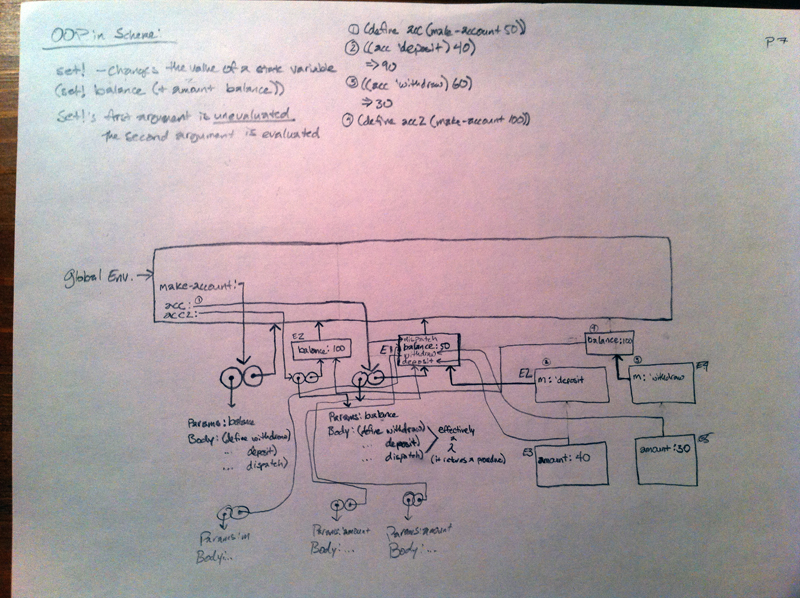 OOP in Scheme:
set! - changes the value of a state variable
(set! balance (+ amount balance))
Set!'s first argument is unevaluated
the second argument is evaluated
① (define acc (make-account 50))
② ((acc 'deposit) 40)
=> 90
③ ((acc 'withdraw) 60)
=> 30
④ (define acc2 (make-account 100))
P 7
Global Env. →
make-account:
acc: ①
acc2:
E2
balance: 100
E1
dispatch
balance: 50
withdraw
deposit
④
balance: 100
E2
②
m: 'deposit
③
m: 'withdraw
E4
Params: balance
Body: (define withdraw)
... deposit)
... dispatch)
Params: balance
Body: (define withdraw)
... deposit)
... dispatch)
effectively
a
λ
(it returns a procedure)
E3
amount: 40
amount: 30
E5
Params: m
Body: ...
Params: amount
Body: ...
Params: amount
Body: ...